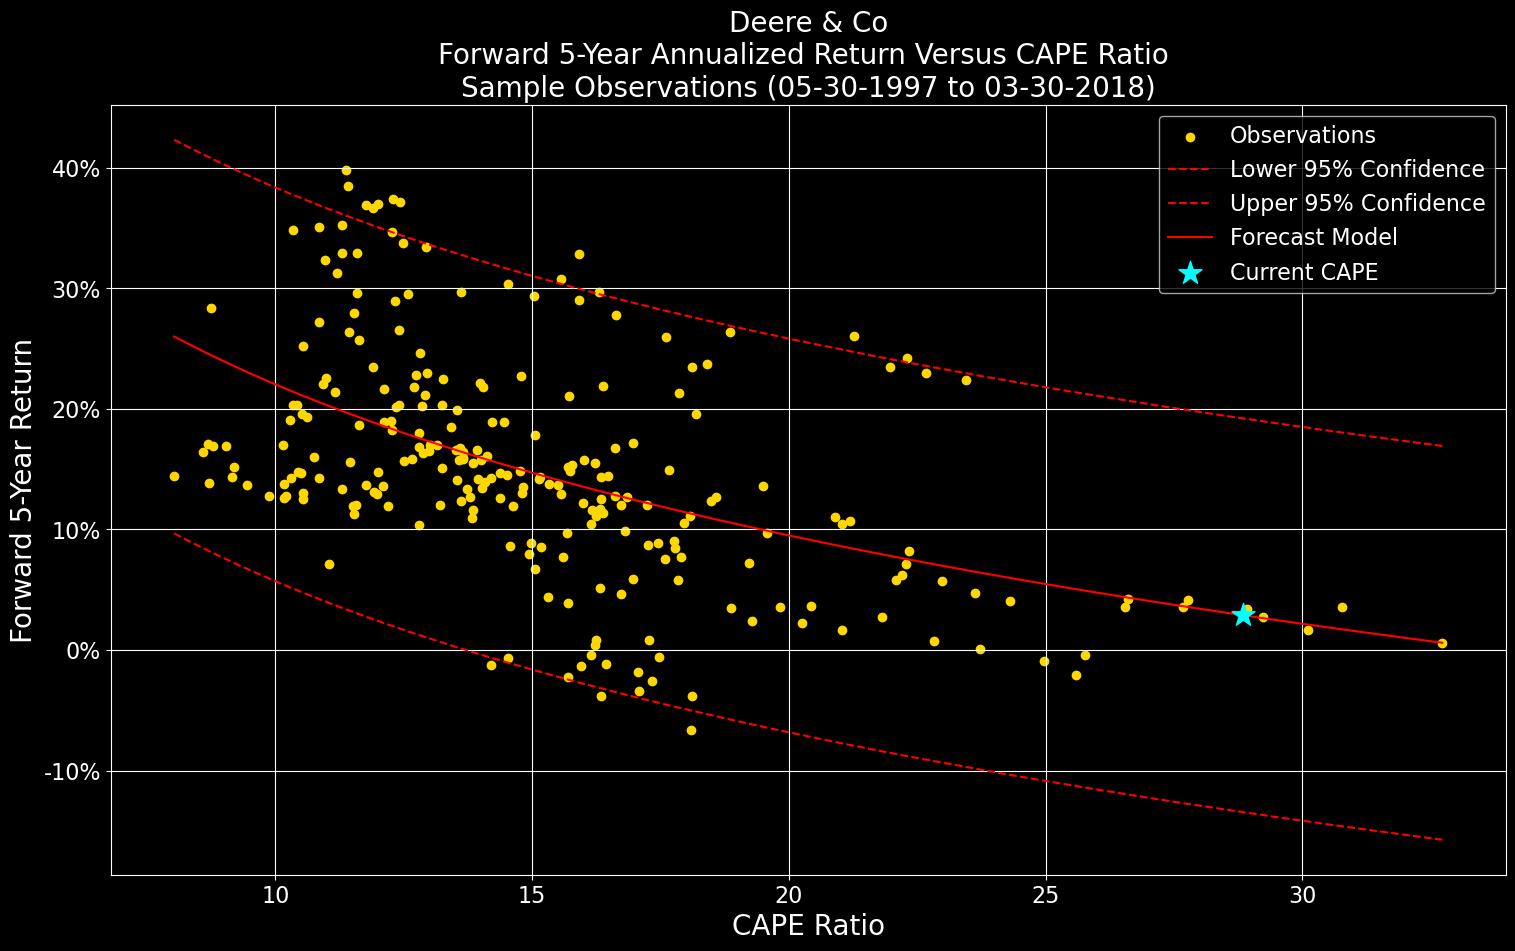 Deere & Co
Forward 5-Year Annualized Return Versus CAPE Ratio
Sample Observations (05-30-1997 to 03-30-2018)
Observations
Lower 95% Confidence
Upper 95% Confidence
Forecast Model
Current CAPE
Forward 5-Year Return
40%
30%
20%
10%
0%
-10%
10 15 20 25 30
CAPE Ratio